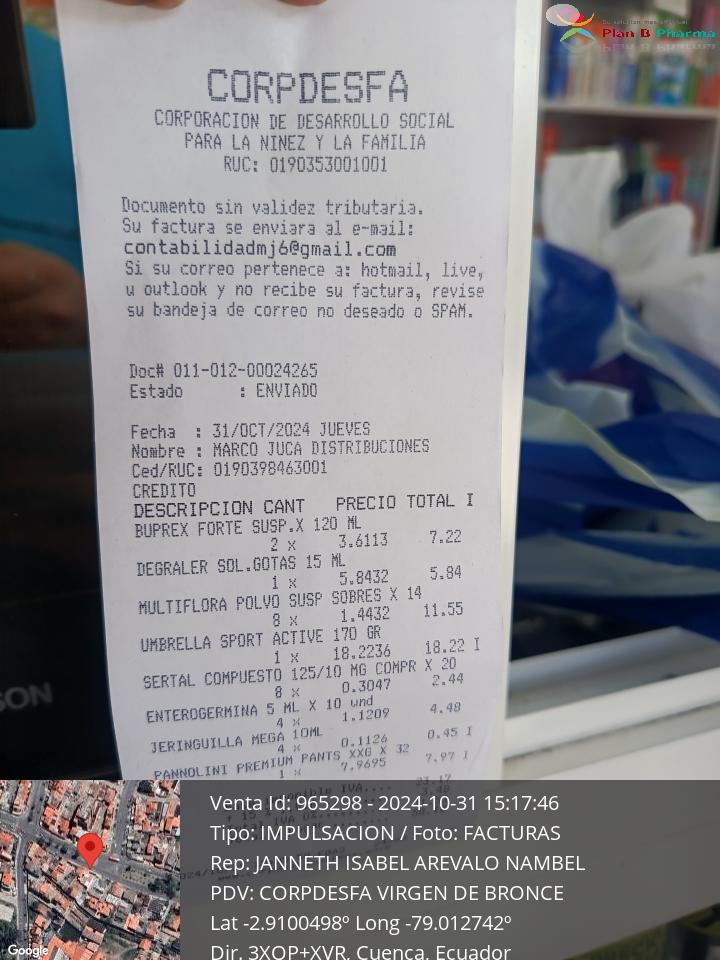 Plan B Pharma
CORPDESFA
CORPORACION DE DESARROLLO SOCIAL
PARA LA NINEZ Y LA FAMILIA
RUC: 0190353001001
Documento sin validez tributaria.
Su factura se enviara al e-mail:
contabilidadmj6@gmail.com
Si su correo pertenece a: hotmail, live,
u outlook y no recibe su factura, revise
su bandeja de correo no deseado o SPAM.
Doc# 011-012-00024265
Estado : ENVIADO
Fecha : 31/OCT/2024 JUEVES
Nombre : MARCO JUCA DISTRIBUCIONES
Ced/RUC: 0190398463001
CREDITO
DESCRIPCION CANT PRECIO TOTAL I
BUPREX FORTE SUSP.X 120 ML
2 x 3.6113 7.22
DEGRALER SOL.GOTAS 15 ML
1 x 5.8432 5.84
MULTIFLORA POLVO SUSP SOBRES X 14
8 x 1.4432 11.55
UMBRELLA SPORT ACTIVE 170 GR
1 x 18.2236 18.22 I
SERTAL COMPUESTO 125/10 MG COMPR X 20
8 x 0.3047 2.44
ENTEROGERMINA 5 ML X 10 und
4 x 1.1209 4.48
JERINGUILLA MEGA 10ML
4 x 0.1126 0.45 I
PANNOLINI PREMIUM PANTS XXG X 32
1 x 7.9695 7.97 I
SON
Venta Id: 965298 - 2024-10-31 15:17:46
Tipo: IMPULSACION / Foto: FACTURAS
Rep: JANNETH ISABEL AREVALO NAMBEL
PDV: CORPDESFA VIRGEN DE BRONCE
Lat -2.9100498º Long -79.012742º
Dir. 3XQP+XVR, Cuenca, Ecuador
Google